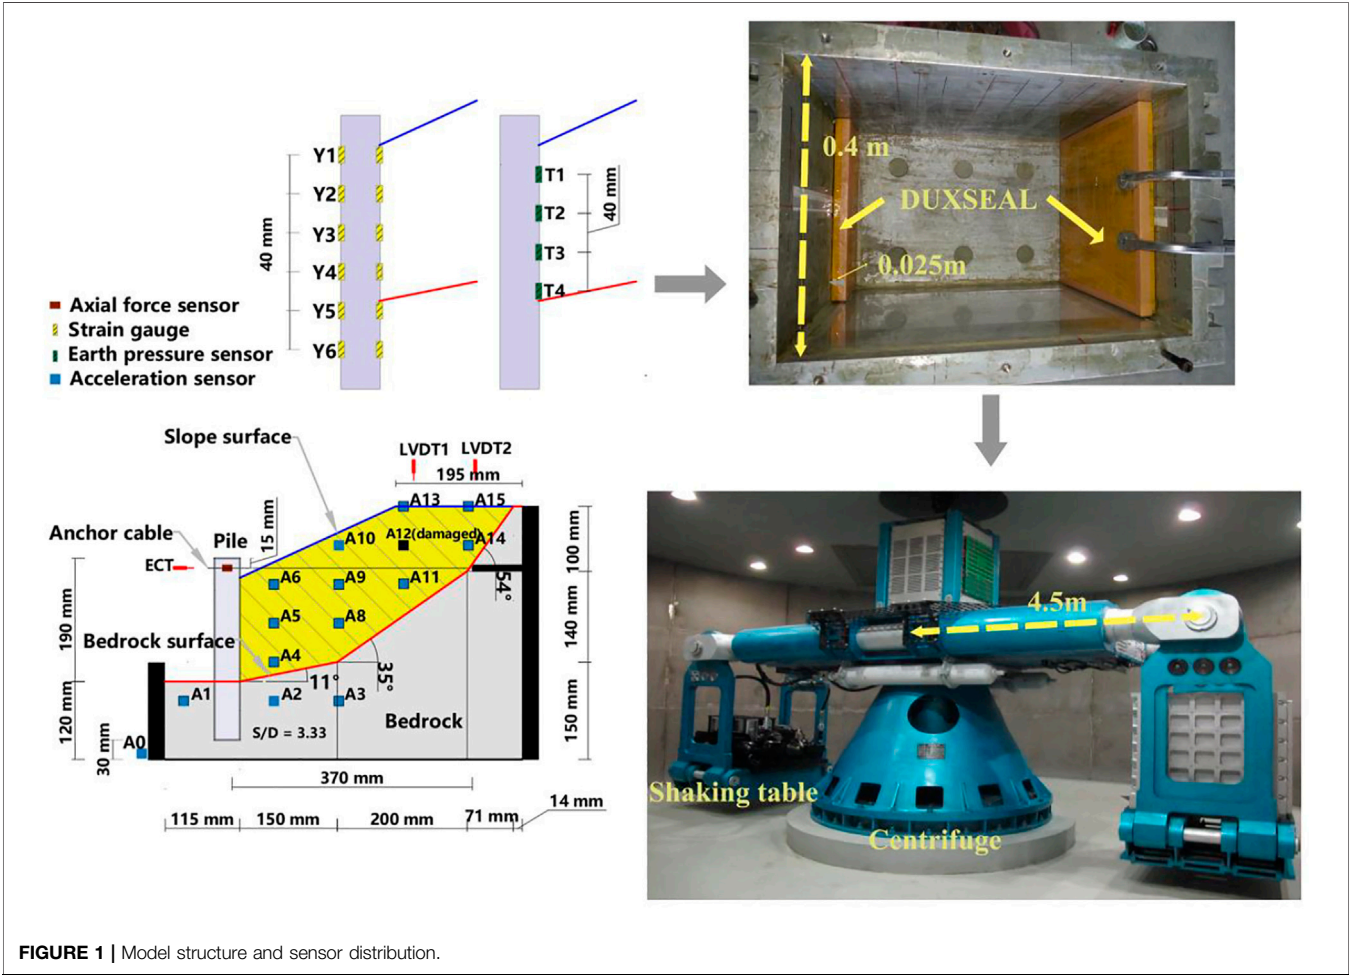 Y1
Y2
Y3
Y4
Y5
Y6
40 mm
T1
T2
T3
T4
40 mm
Axial force sensor
Strain gauge
Earth pressure sensor
Acceleration sensor
0.4 m
DUXSEAL
0.025m
Slope surface
LVDT1 LVDT2
195 mm
A13 A15
Anchor cable
15 mm
Pile
A10 A12(damaged) A14
ECT
A6 A9 A11
54°
100 mm
190 mm
A5 A8
140 mm
Bedrock surface
A4
35°
11°
A1 A2 A3
Bedrock
S/D = 3.33
120 mm
150 mm
A0
30 mm
370 mm
14 mm
115 mm 150 mm 200 mm 71 mm
4.5m
Shaking table
Centrifuge
FIGURE 1 | Model structure and sensor distribution.